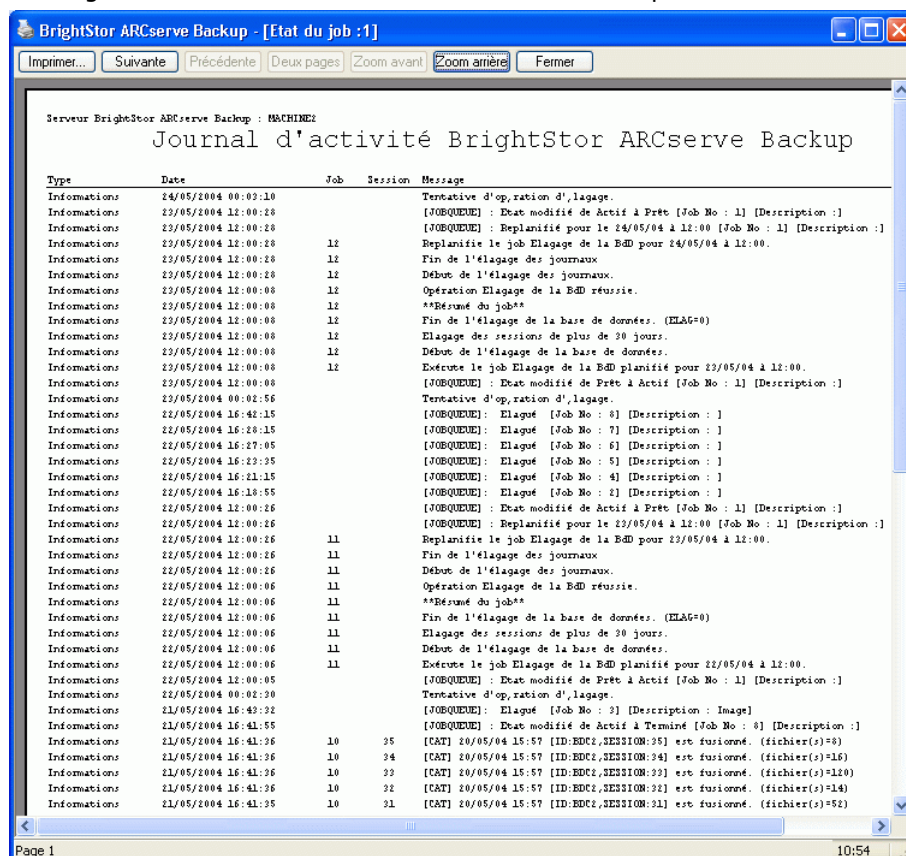 BrightStor ARCserve Backup - [Etat du job :1]
Imprimer... Suivante Précédente Deux pages Zoom avant Zoom arrière Fermer
Serveur BrightStor ARCserve Backup : MACHINE2
Journal d'activité BrightStor ARCserve Backup
Type Date Job Session Message
Informations 24/05/2004 00:03:10 Tentative d'op,ration d',lagage.
Informations 23/05/2004 12:00:28 [JOBQUEUE] : Etat modifié de Actif à Prêt [Job No : 1] [Description :]
Informations 23/05/2004 12:00:28 [JOBQUEUE] : Replanifié pour le 24/05/04 à 12:00 [Job No : 1] [Description :]
Informations 23/05/2004 12:00:28 12 Replanifie le job Elagage de la BdD pour 24/05/04 à 12:00.
Informations 23/05/2004 12:00:28 12 Fin de l'élagage des journaux
Informations 23/05/2004 12:00:28 12 Début de l'élagage des journaux.
Informations 23/05/2004 12:00:08 12 Opération Elagage de la BdD réussie.
Informations 23/05/2004 12:00:08 12 **Résumé du job**
Informations 23/05/2004 12:00:08 12 Fin de l'élagage de la base de données. (ELAG=0)
Informations 23/05/2004 12:00:08 12 Elagage des sessions de plus de 30 jours.
Informations 23/05/2004 12:00:08 12 Début de l'élagage de la base de données.
Informations 23/05/2004 12:00:08 12 Exécute le job Elagage de la BdD planifié pour 23/05/04 à 12:00.
Informations 23/05/2004 12:00:08 [JOBQUEUE] : Etat modifié de Prêt à Actif [Job No : 1] [Description :]
Informations 23/05/2004 00:02:56 Tentative d'op,ration d',lagage.
Informations 22/05/2004 16:42:15 [JOBQUEUE]: Elagué [Job No : 8] [Description : ]
Informations 22/05/2004 16:28:15 [JOBQUEUE]: Elagué [Job No : 7] [Description : ]
Informations 22/05/2004 16:27:05 [JOBQUEUE]: Elagué [Job No : 6] [Description : ]
Informations 22/05/2004 16:23:35 [JOBQUEUE]: Elagué [Job No : 5] [Description : ]
Informations 22/05/2004 16:21:15 [JOBQUEUE]: Elagué [Job No : 4] [Description : ]
Informations 22/05/2004 16:18:55 [JOBQUEUE]: Elagué [Job No : 2] [Description : ]
Informations 22/05/2004 12:00:26 [JOBQUEUE] : Etat modifié de Actif à Prêt [Job No : 1] [Description :]
Informations 22/05/2004 12:00:26 [JOBQUEUE] : Replanifié pour le 23/05/04 à 12:00 [Job No : 1] [Description :]
Informations 22/05/2004 12:00:26 11 Replanifie le job Elagage de la BdD pour 23/05/04 à 12:00.
Informations 22/05/2004 12:00:26 11 Fin de l'élagage des journaux
Informations 22/05/2004 12:00:26 11 Début de l'élagage des journaux.
Informations 22/05/2004 12:00:06 11 Opération Elagage de la BdD réussie.
Informations 22/05/2004 12:00:06 11 **Résumé du job**
Informations 22/05/2004 12:00:06 11 Fin de l'élagage de la base de données. (ELAG=0)
Informations 22/05/2004 12:00:06 11 Elagage des sessions de plus de 30 jours.
Informations 22/05/2004 12:00:06 11 Début de l'élagage de la base de données.
Informations 22/05/2004 12:00:06 11 Exécute le job Elagage de la BdD planifié pour 22/05/04 à 12:00.
Informations 22/05/2004 12:00:05 [JOBQUEUE] : Etat modifié de Prêt à Actif [Job No : 1] [Description :]
Informations 22/05/2004 00:02:30 Tentative d'op,ration d',lagage.
Informations 21/05/2004 16:43:32 [JOBQUEUE]: Elagué [Job No : 3] [Description : Image]
Informations 21/05/2004 16:41:55 [JOBQUEUE] : Etat modifié de Actif à Terminé [Job No : 8] [Description :]
Informations 21/05/2004 16:41:36 10 35 [CAT] 20/05/04 15:57 [ID:BDC2,SESSION:35] est fusionné. (fichier(s)=8)
Informations 21/05/2004 16:41:36 10 34 [CAT] 20/05/04 15:57 [ID:BDC2,SESSION:34] est fusionné. (fichier(s)=16)
Informations 21/05/2004 16:41:36 10 33 [CAT] 20/05/04 15:57 [ID:BDC2,SESSION:33] est fusionné. (fichier(s)=120)
Informations 21/05/2004 16:41:36 10 32 [CAT] 20/05/04 15:57 [ID:BDC2,SESSION:32] est fusionné. (fichier(s)=14)
Informations 21/05/2004 16:41:35 10 31 [CAT] 20/05/04 15:57 [ID:BDC2,SESSION:31] est fusionné. (fichier(s)=52)
Page 1 10:54